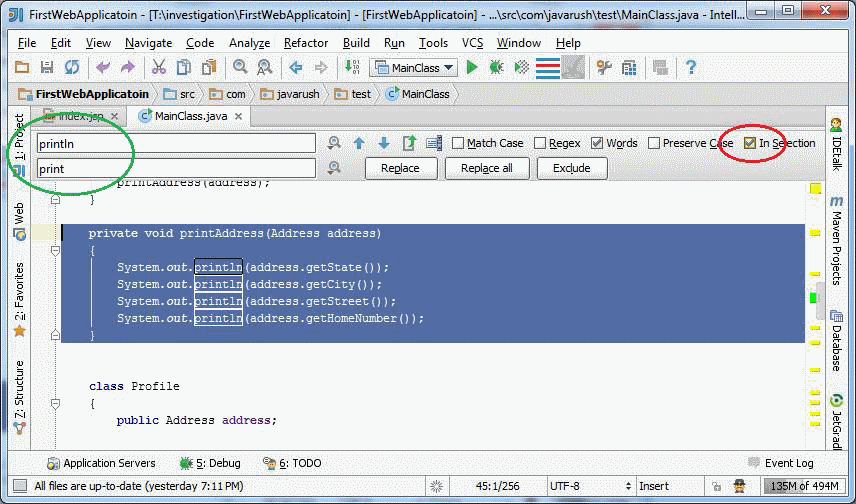 FirstWebApplicatoin - [T:\investigation\FirstWebApplicatoin] - [FirstWebApplicatoin] - ...\src\com\javarush\test\MainClass.java - IntelL...
File Edit View Navigate Code Analyze Refactor Build Run Tools VCS Window Help
MainClass
FirstWebApplicatoin src com javarush test MainClass
index.jsp MainClass.java
println Match Case Regex Words Preserve Case In Selection
print Replace Replace all Exclude
printAddress(address);
}
private void printAddress(Address address)
{
System.out.println(address.getState());
System.out.println(address.getCity());
System.out.println(address.getStreet());
System.out.println(address.getHomeNumber());
}
class Profile
{
public Address address;
1: Project
Web
2: Favorites
7: Structure
IDEtalk
Maven Projects
Database
JetGradl
Application Servers 5: Debug 6: TODO Event Log
All files are up-to-date (yesterday 7:11 PM) 45:1/256 UTF-8 Insert 135M of 494M